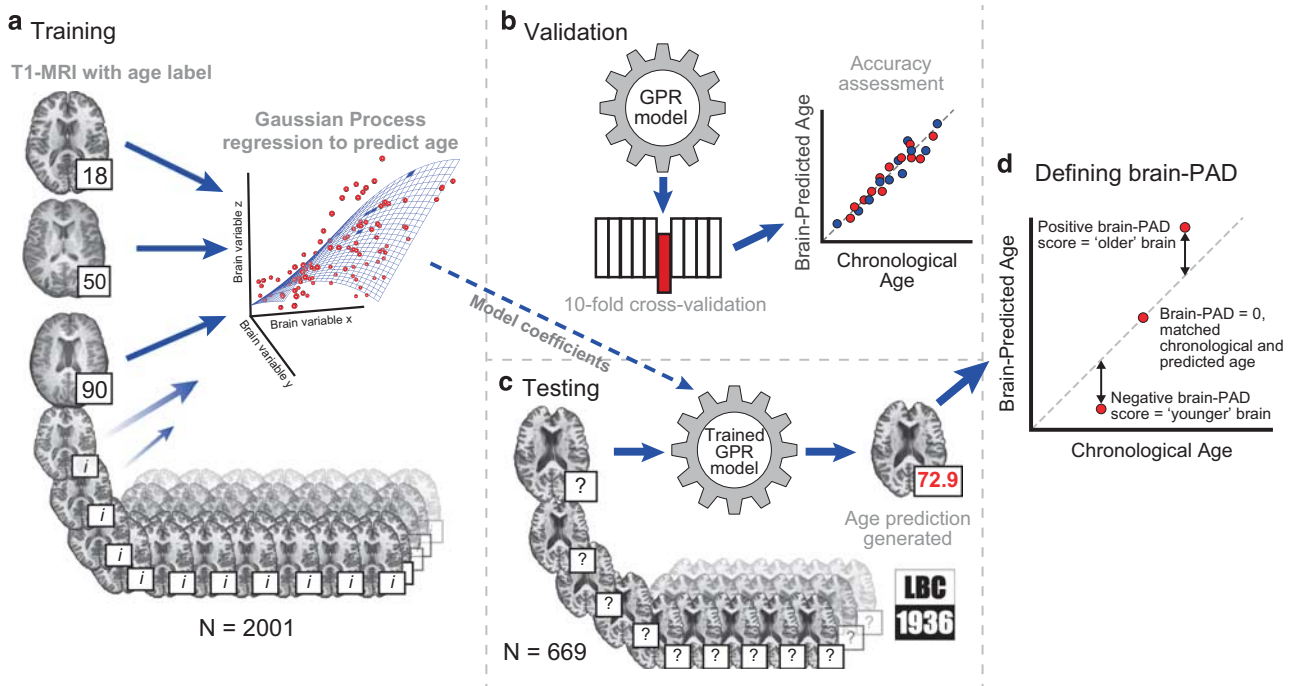 a Training
T1-MRI with age label
18
50
90
i
i
i
i
i
i
i
i
i
i
Gaussian Process
regression to predict age
Brain variable z
Brain variable x
Brain variable y
N = 2001
Model coefficients
b Validation
GPR
model
10-fold cross-validation
Accuracy
assessment
Brain-Predicted Age
Chronological
Age
c Testing
?
?
?
?
?
?
?
?
?
?
?
N = 669
Trained
GPR
model
72.9
Age prediction
generated
LBC
1936
d Defining brain-PAD
Brain-Predicted Age
Positive brain-PAD
score = ‘older’ brain
Brain-PAD = 0,
matched
chronological and
predicted age
Negative brain-PAD
score = ‘younger’ brain
Chronological Age